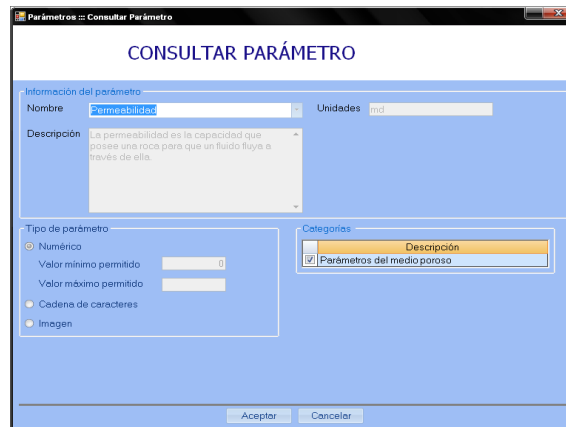 Parámetros ::: Consultar Parámetro
CONSULTAR PARÁMETRO
Información del parámetro
Nombre Permeabilidad Unidades md
Descripción La permeabilidad es la capacidad que
posee una roca para que un fluido fluya a
través de ella.
Tipo de parámetro
Numérico
Valor mínimo permitido 0
Valor máximo permitido
Cadena de caracteres
Imagen
Categorías
Descripción
Parámetros del medio poroso
Aceptar Cancelar